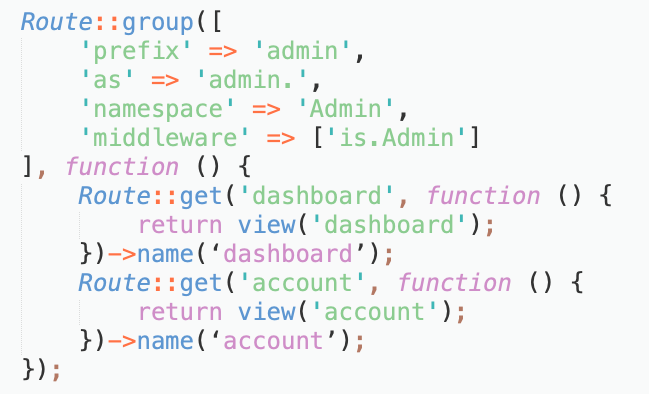 Route::group([
    'prefix' => 'admin',
    'as' => 'admin.',
    'namespace' => 'Admin',
    'middleware' => ['is.Admin']
], function () {
    Route::get('dashboard', function () {
        return view('dashboard');
    })->name(‘dashboard’);
    Route::get('account', function () {
        return view('account');
    })->name(‘account’);
});